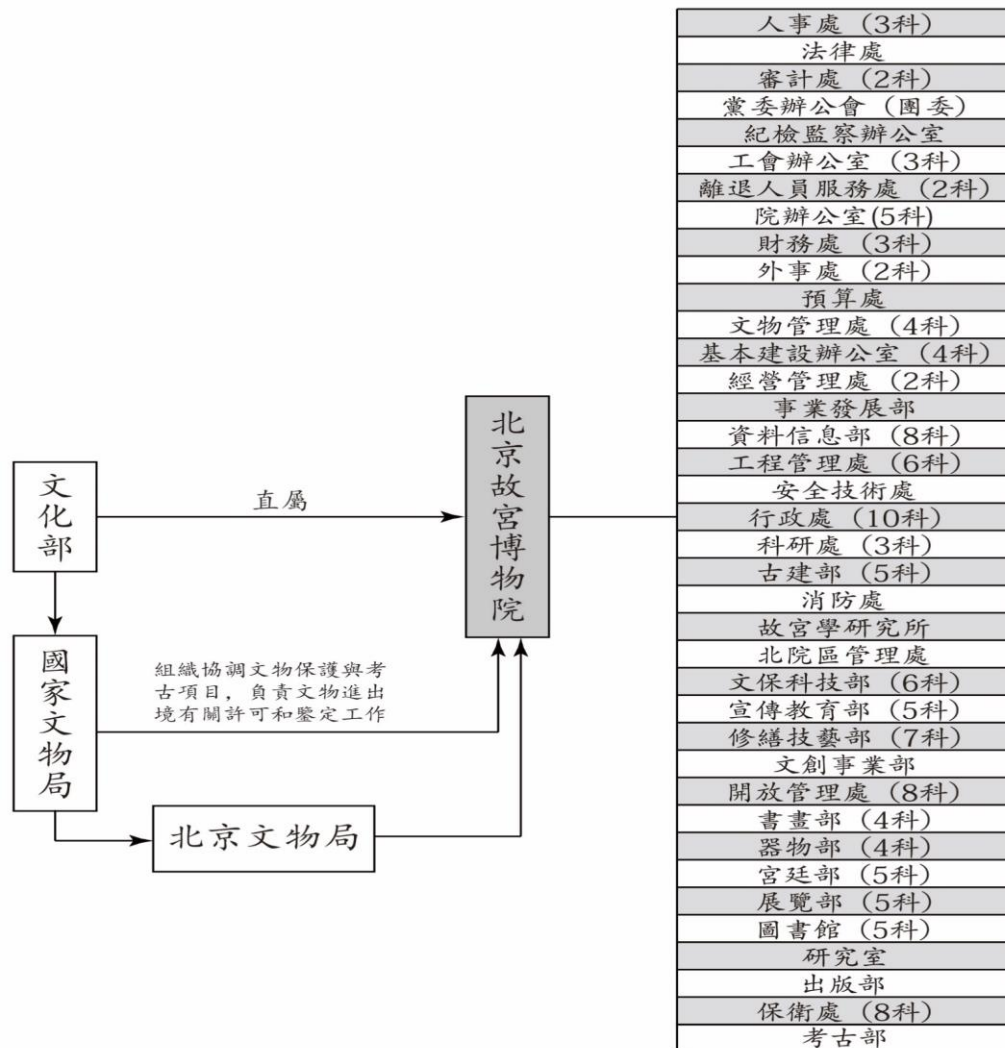 文化部
直屬
國家文物局
組織協調文物保護與考
古項目，負責文物進出
境有關許可和鑒定工作
北京文物局
北京故宮博物院
人事處（3科）
法律處
審計處（2科）
黨委辦公會（團委）
紀檢監察辦公室
工會辦公室（3科）
離退人員服務處（2科）
院辦公室(5科)
財務處（3科）
外事處（2科）
預算處
文物管理處（4科）
基本建設辦公室（4科）
經營管理處（2科）
事業發展部
資料信息部（8科）
工程管理處（6科）
安全技術處
行政處（10科）
科研處（3科）
古建部（5科）
消防處
故宮學研究所
北院區管理處
文保科技部（6科）
宣傳教育部（5科）
修繕技藝部（7科）
文創事業部
開放管理處（8科）
書畫部（4科）
器物部（4科）
宮廷部（5科）
展覽部（5科）
圖書館（5科）
研究室
出版部
保衛處（8科）
考古部